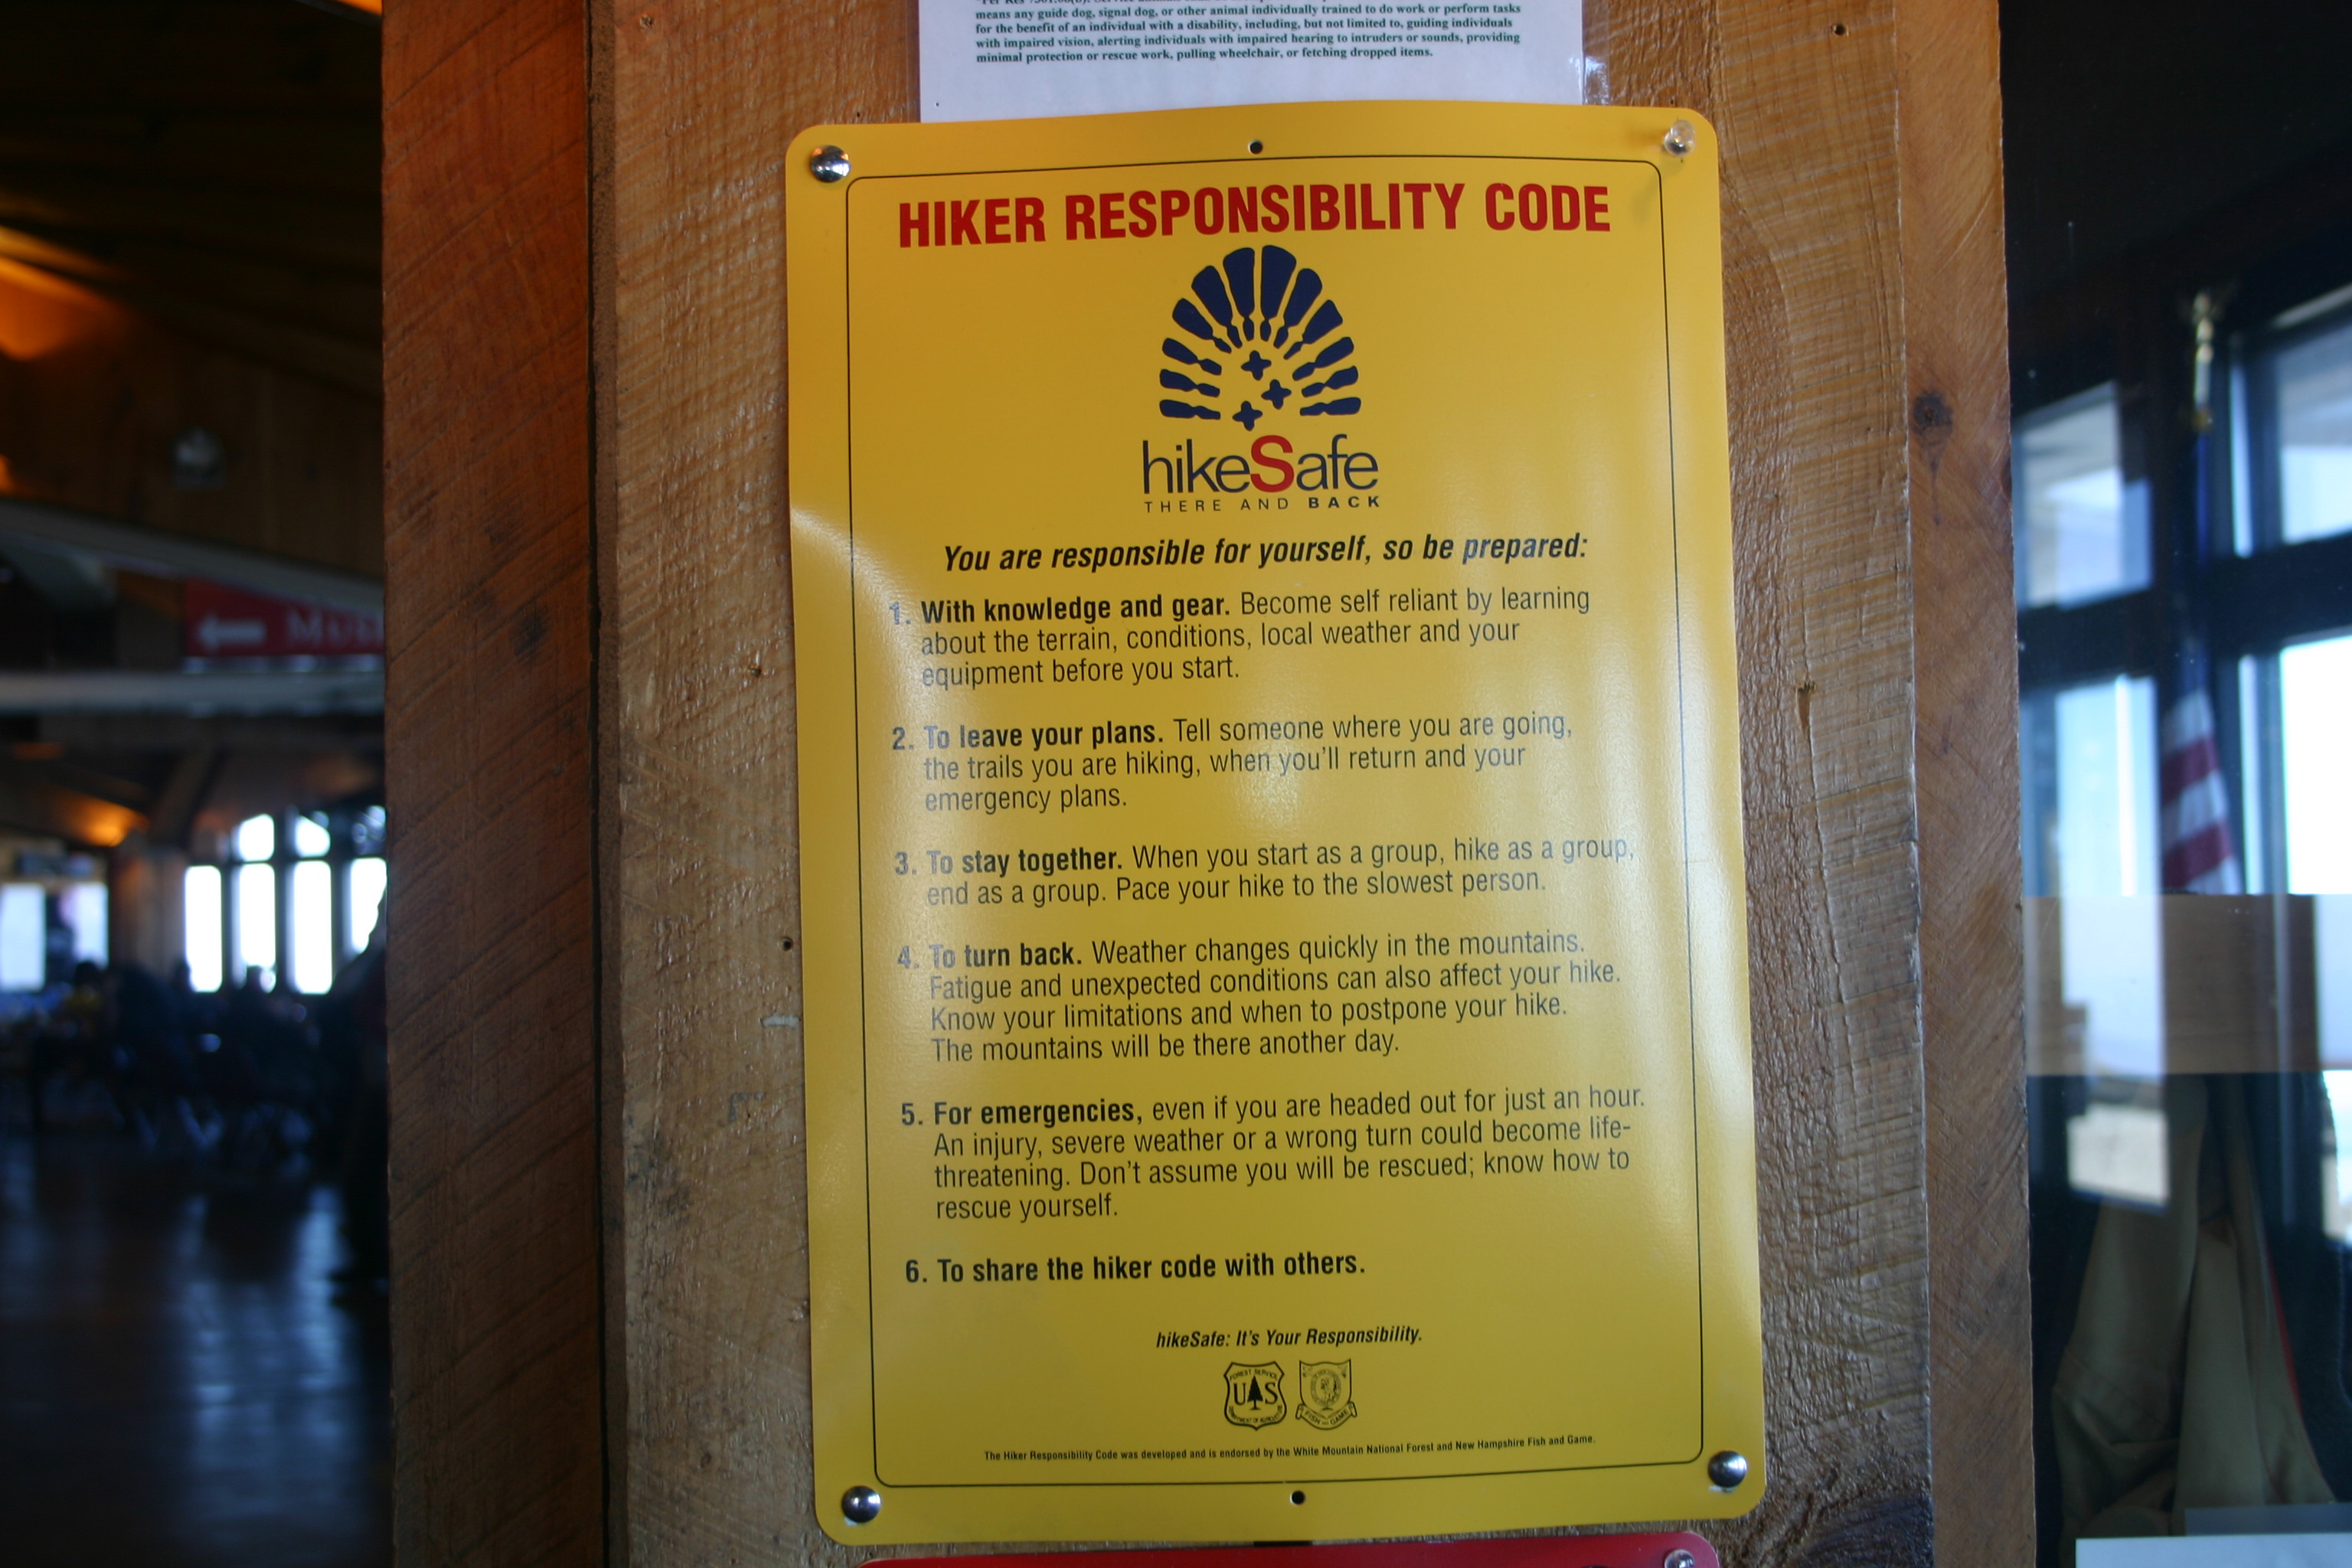 means any guide dog, signal dog, or other animal individually trained to do work or perform tasks
for the benefit of an individual with a disability, including, but not limited to, guiding individuals
with impaired vision, alerting individuals with impaired hearing to intruders or sounds, providing
minimal protection or rescue work, pulling wheelchair, or fetching dropped items.
HIKER RESPONSIBILITY CODE
hikeSafe
THERE AND BACK
You are responsible for yourself, so be prepared:
1. With knowledge and gear. Become self reliant by learning
about the terrain, conditions, local weather and your
equipment before you start.
2. To leave your plans. Tell someone where you are going,
the trails you are hiking, when you'll return and your
emergency plans.
3. To stay together. When you start as a group, hike as a group,
end as a group. Pace your hike to the slowest person.
4. To turn back. Weather changes quickly in the mountains.
Fatigue and unexpected conditions can also affect your hike.
Know your limitations and when to postpone your hike.
The mountains will be there another day.
5. For emergencies, even if you are headed out for just an hour.
An injury, severe weather or a wrong turn could become life-
threatening. Don't assume you will be rescued; know how to
rescue yourself.
6. To share the hiker code with others.
hikeSafe: It's Your Responsibility.
FOREST SERVICE
U S
DEPARTMENT OF AGRICULTURE
FISH AND GAME
The Hiker Responsibility Code was developed and is endorsed by the White Mountain National Forest and New Hampshire Fish and Game.